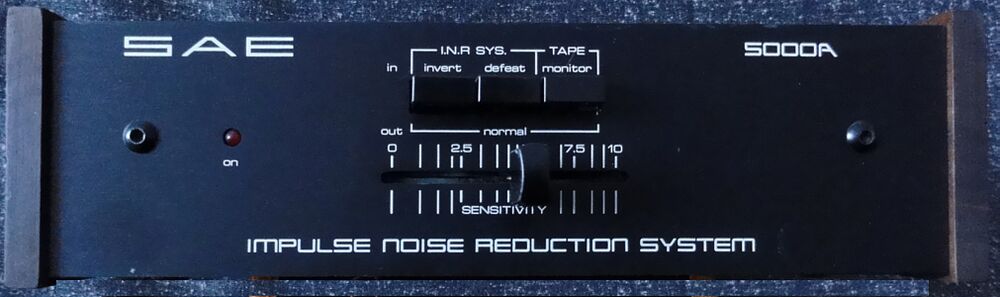 SAE
5000A
I.N.R SYS. TAPE
in invert defeat monitor
out normal
0 2.5 7.5 10
on
SENSITIVITY
IMPULSE NOISE REDUCTION SYSTEM